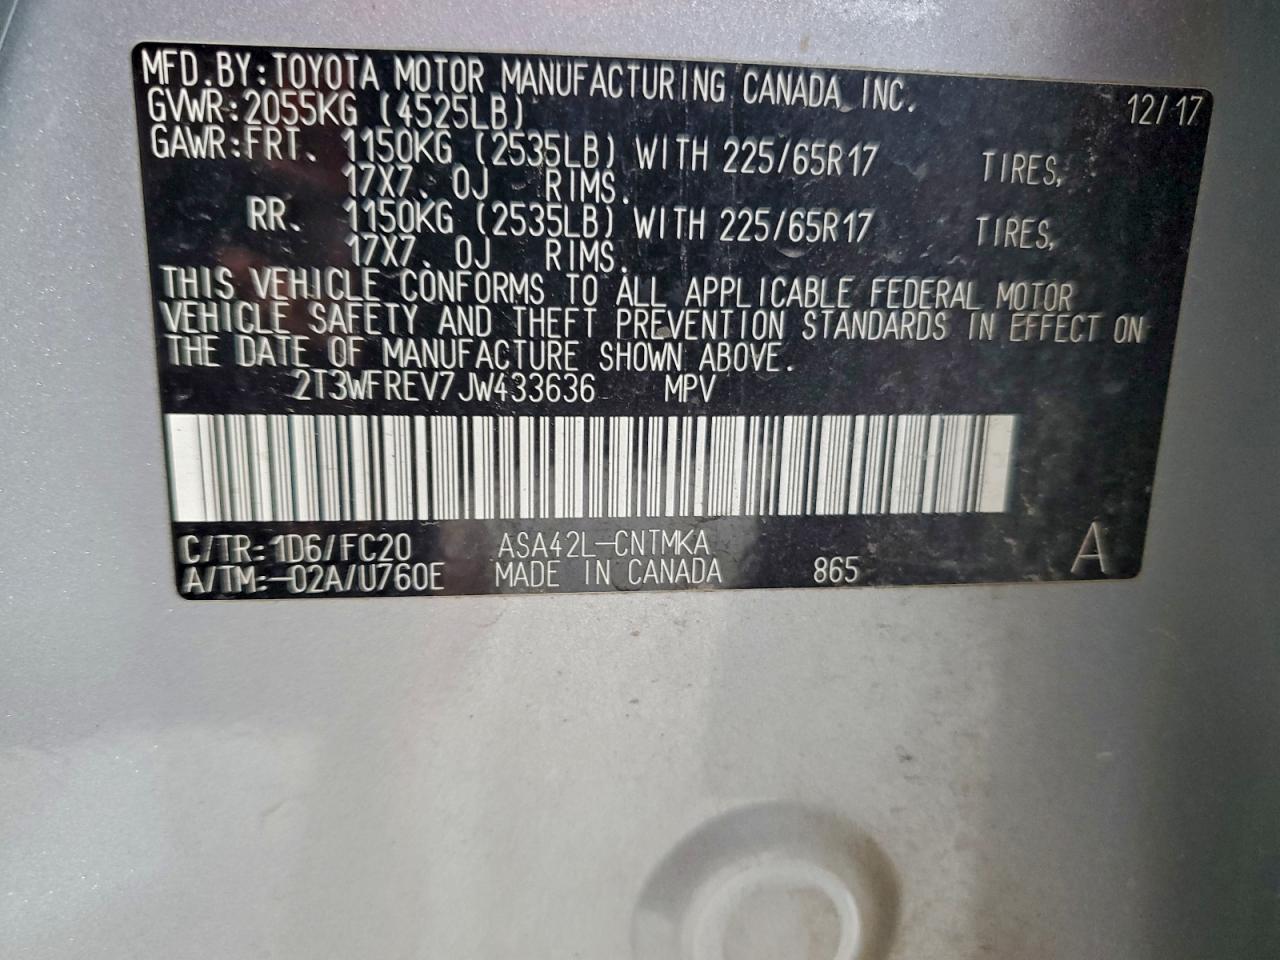 MFD.BY:TOYOTA MOTOR MANUFACTURING CANADA INC. 12/17
GVWR:2055KG (4525LB)
GAWR:FRT. 1150KG (2535LB) WITH 225/65R17 TIRES,
17X7.0J RIMS.
RR. 1150KG (2535LB) WITH 225/65R17 TIRES,
17X7.0J RIMS.
THIS VEHICLE CONFORMS TO ALL APPLICABLE FEDERAL MOTOR
VEHICLE SAFETY AND THEFT PREVENTION STANDARDS IN EFFECT ON
THE DATE OF MANUFACTURE SHOWN ABOVE.
2T3WFREV7JW433636 MPV
C/TR:1D6/FC20 ASA42L-CNTMKA A
A/TM:-02A/U760E MADE IN CANADA 865